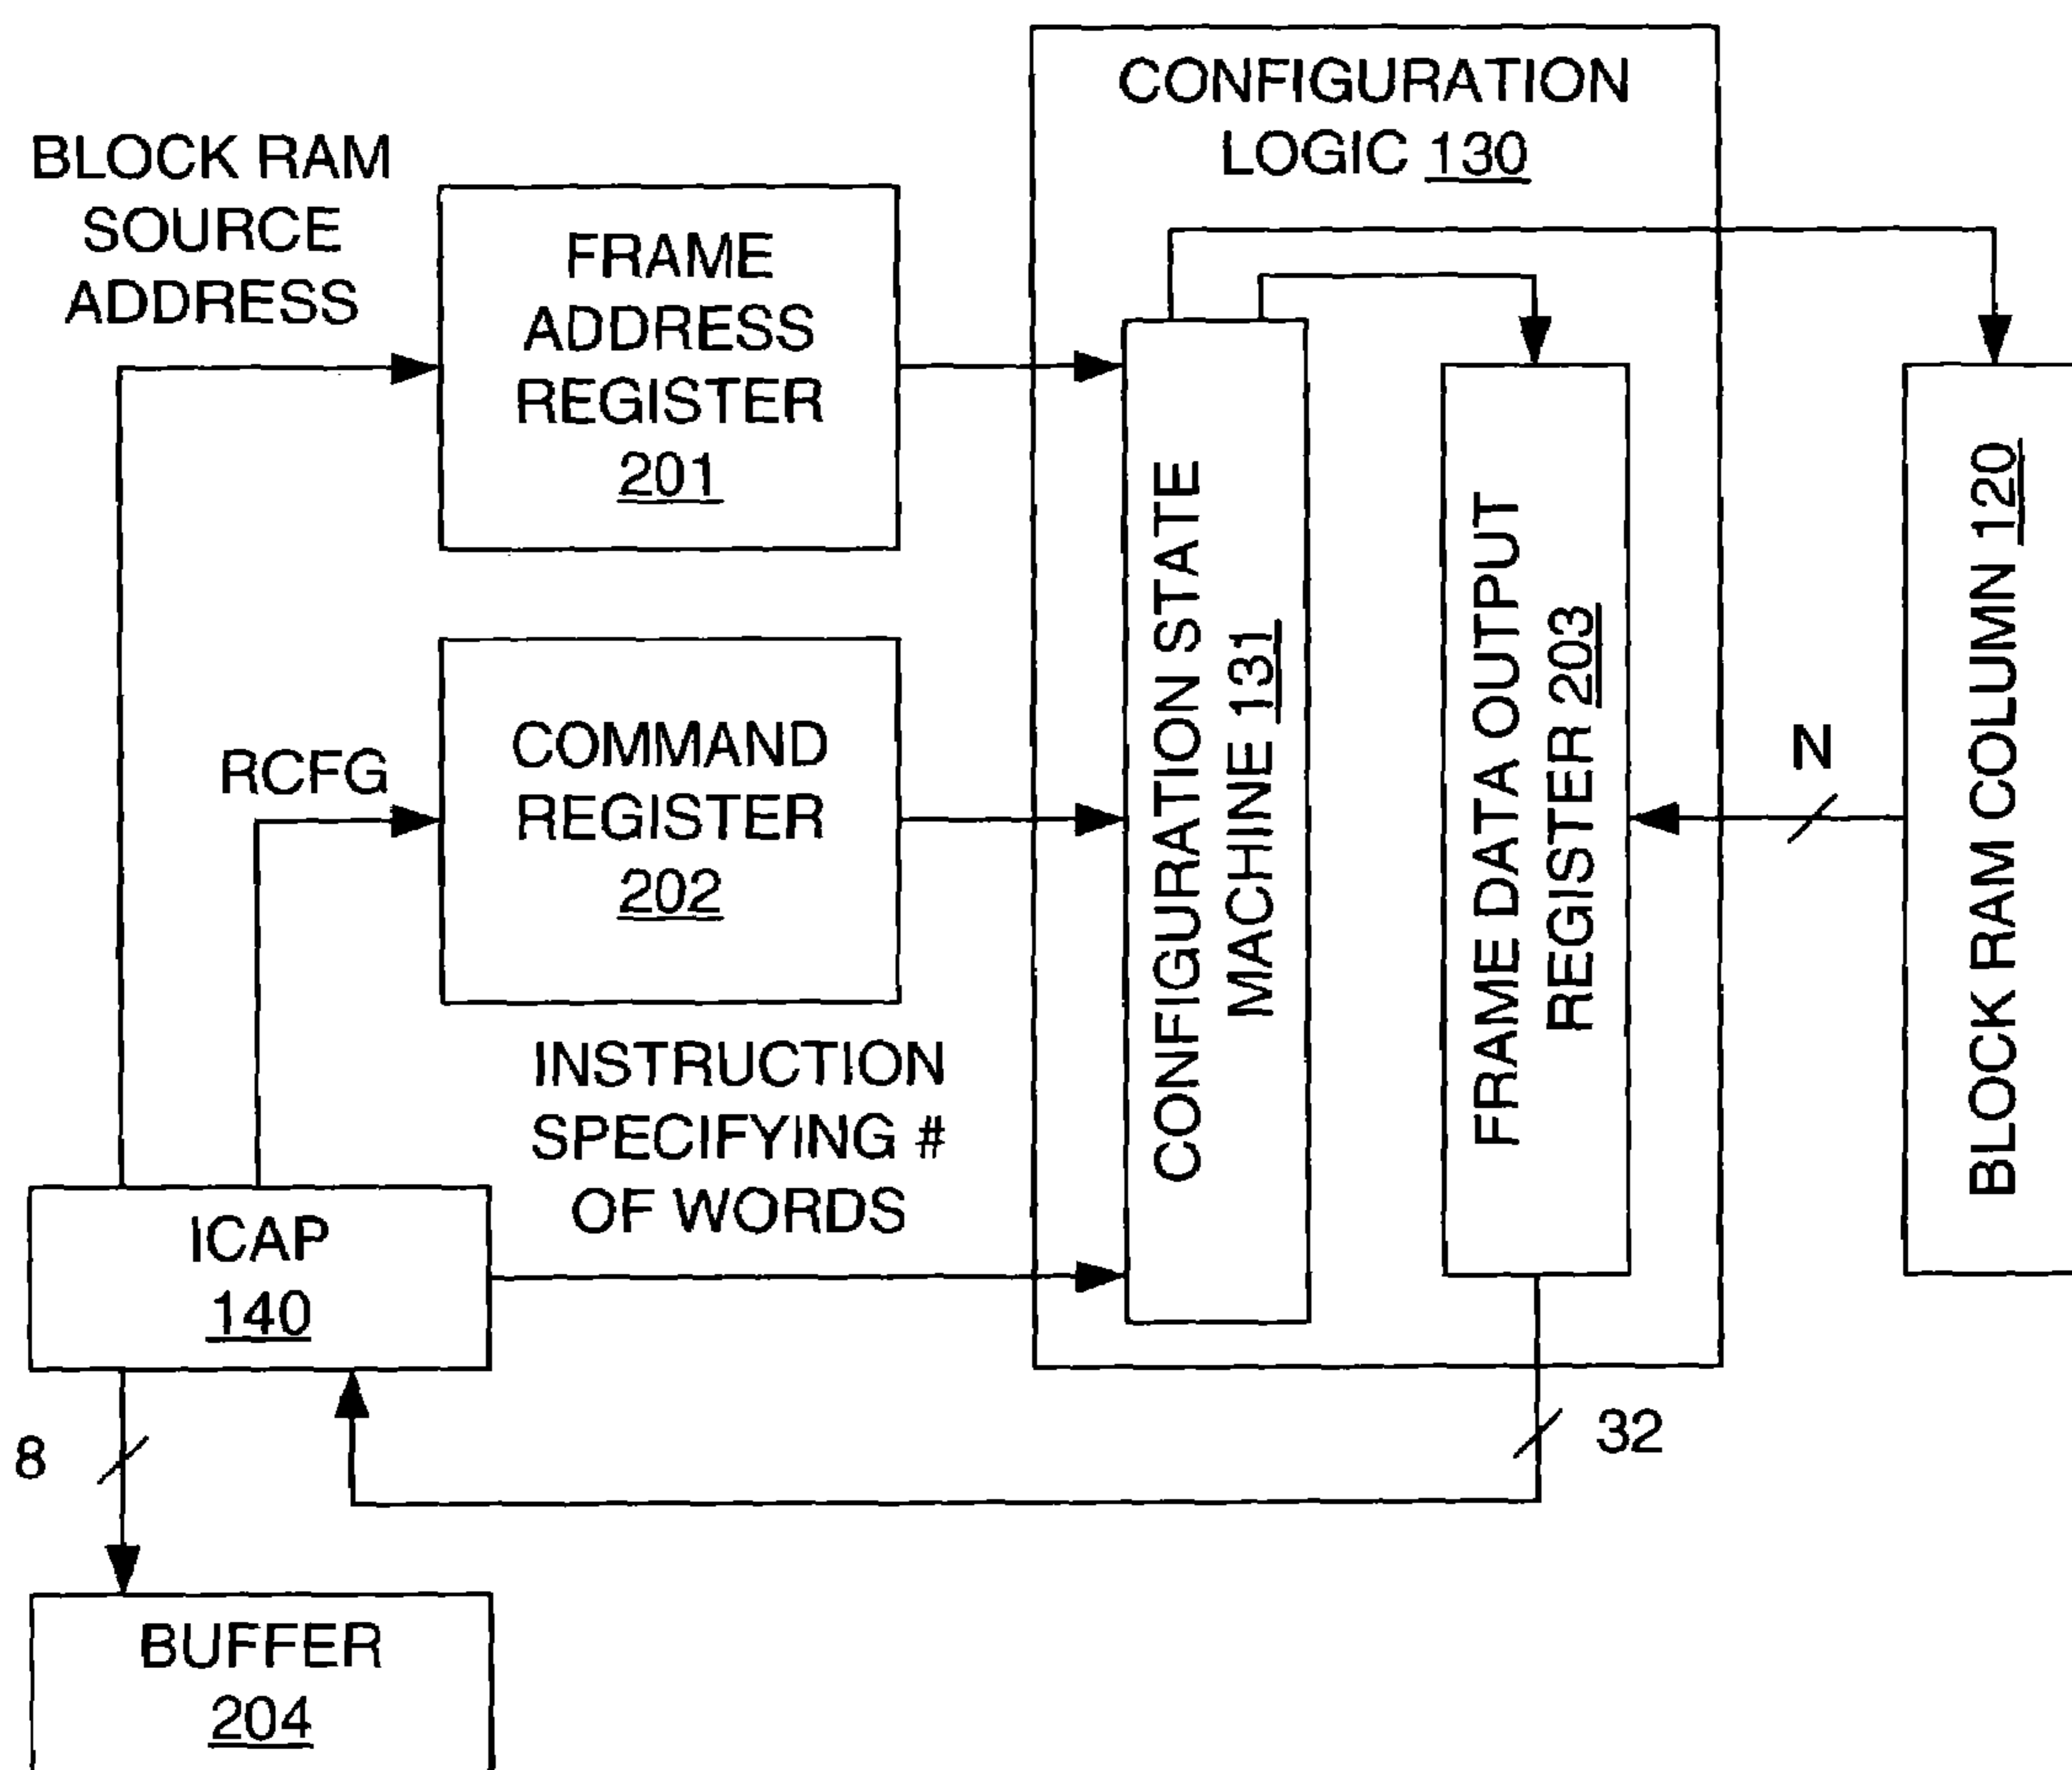 CONFIGURATION
LOGIC 130
BLOCK RAM
SOURCE
ADDRESS
FRAME
ADDRESS
REGISTER
201
RCFG
COMMAND
REGISTER
202
CONFIGURATION STATE
MACHINE 131
FRAME DATA OUTPUT
REGISTER 203
N
BLOCK RAM COLUMN 120
INSTRUCTION
SPECIFYING #
OF WORDS
ICAP
140
8
32
BUFFER
204